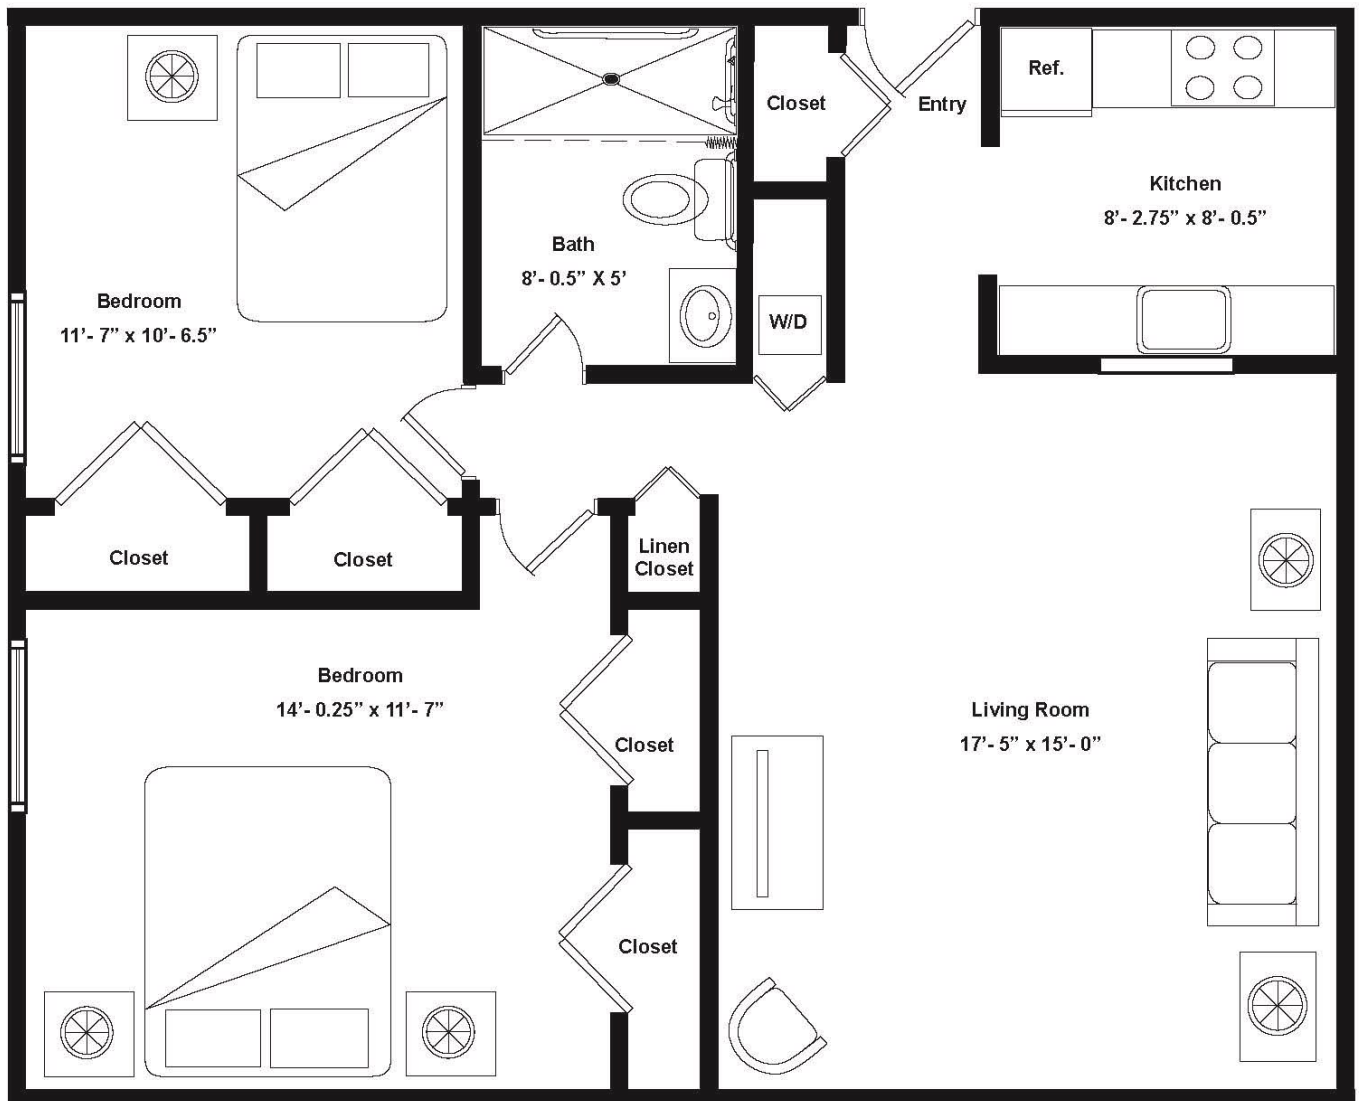 Ref.
Closet
Entry
Kitchen
8’- 2.75” x 8’- 0.5”
Bath
8’- 0.5” X 5’
Bedroom
11’- 7” x 10’- 6.5”
W/D
Closet
Closet
Linen
Closet
Bedroom
14’- 0.25” x 11’- 7”
Closet
Living Room
17’- 5” x 15’- 0”
Closet